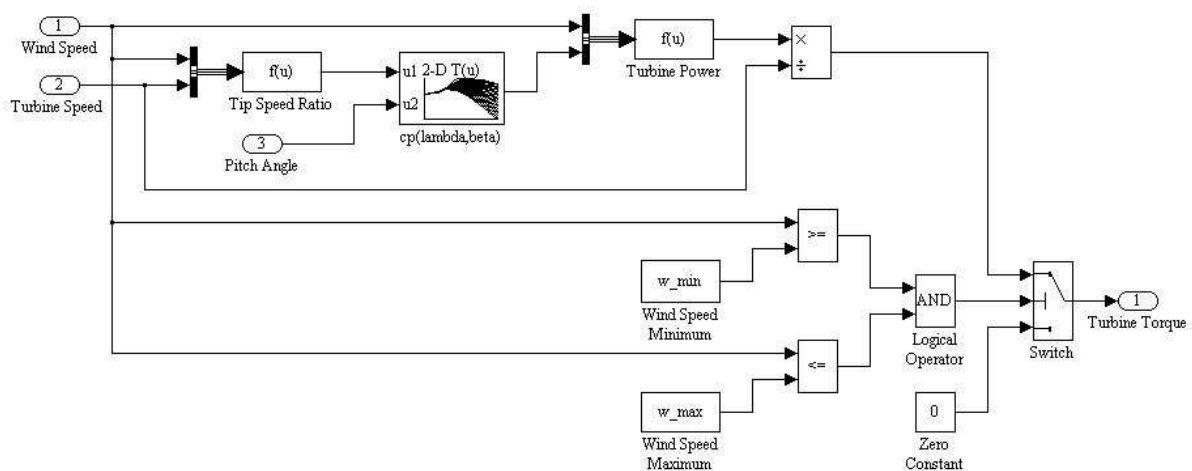 1
Wind Speed
2
Turbine Speed
f(u)
Tip Speed Ratio
3
Pitch Angle
u1 2-D T(u)
u2
cp(lambda,beta)
f(u)
Turbine Power
×
÷
>=
w_min
Wind Speed
Minimum
<=
w_max
Wind Speed
Maximum
AND
Logical
Operator
0
Zero
Constant
Switch
1
Turbine Torque